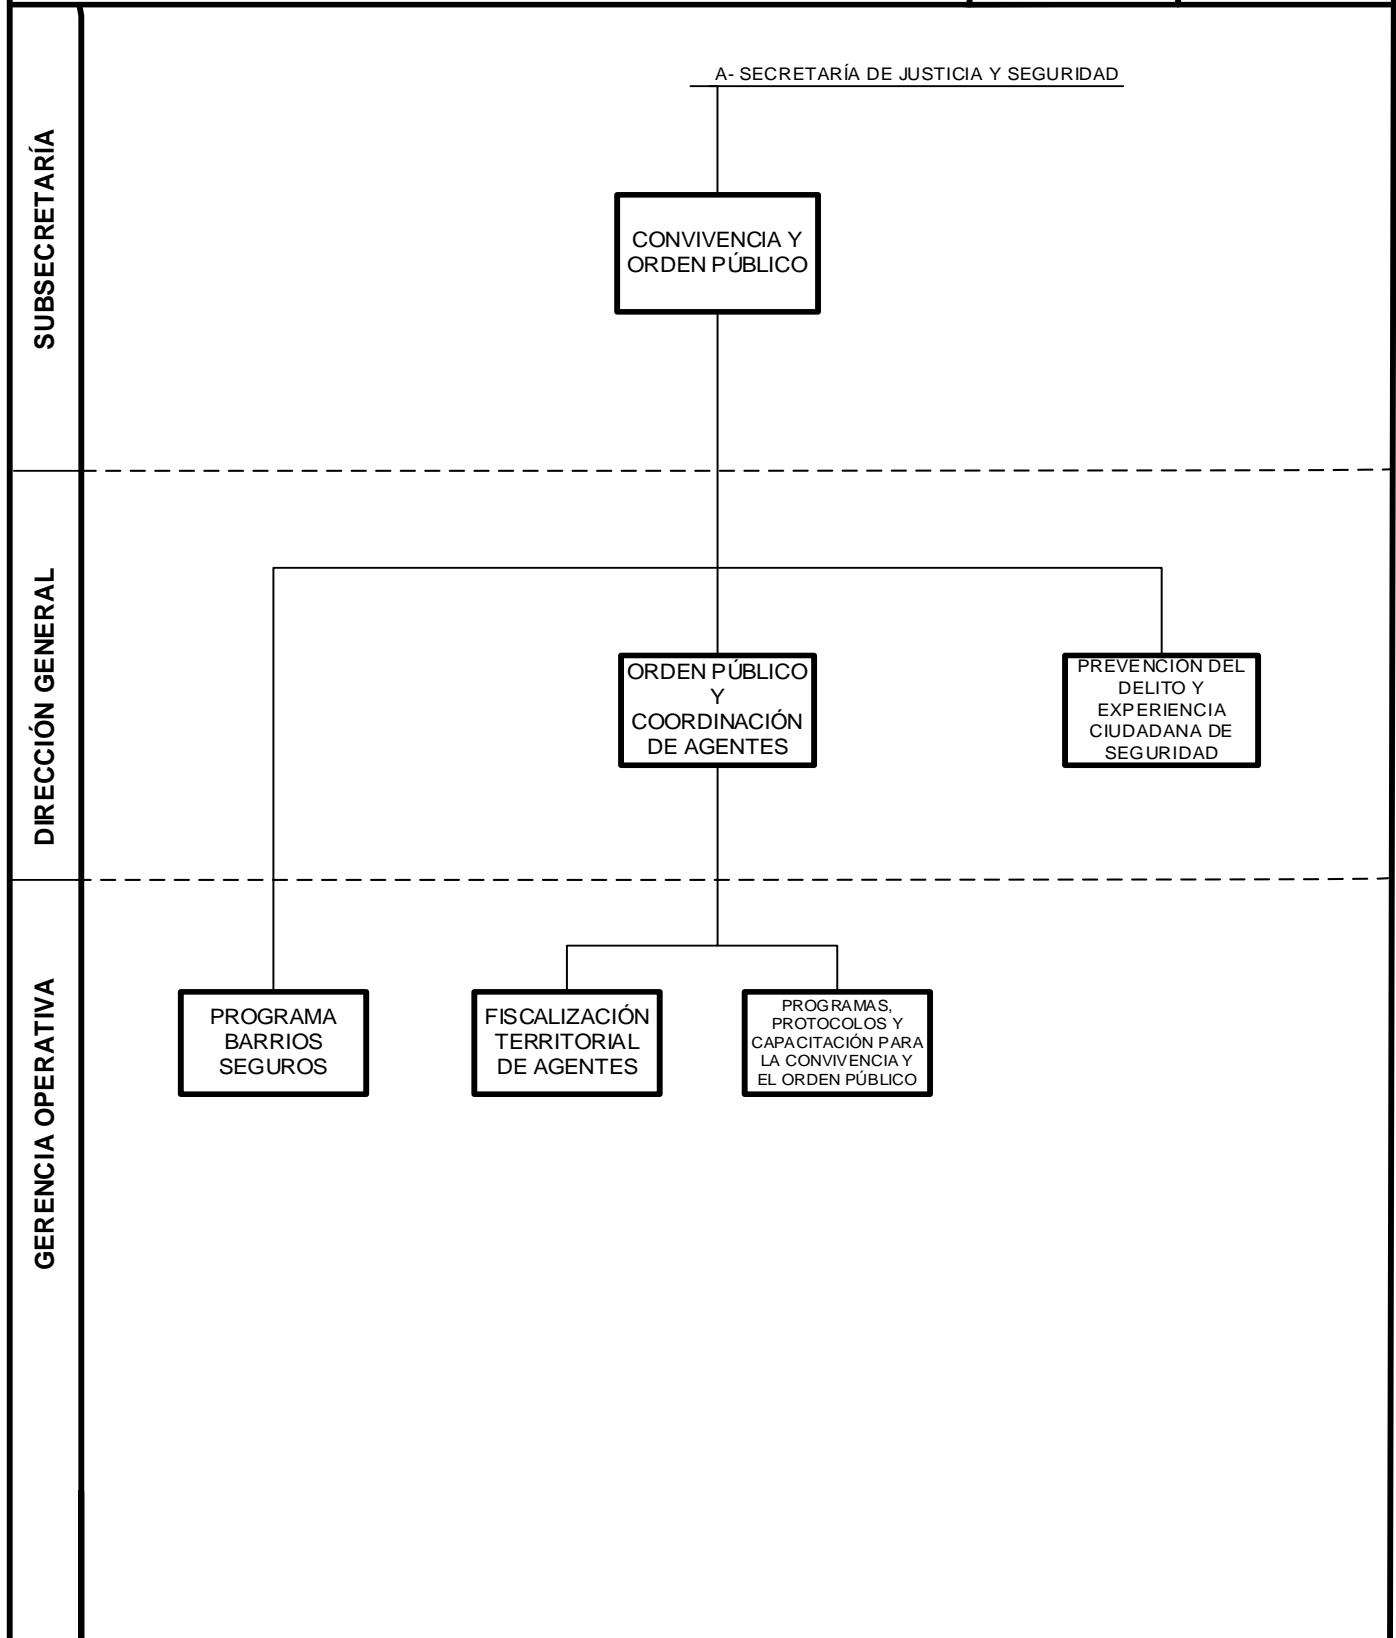 A- SECRETARÍA DE JUSTICIA Y SEGURIDAD
SUBSECRETARÍA
CONVIVENCIA Y
ORDEN PÚBLICO
DIRECCIÓN GENERAL
ORDEN PÚBLICO
Y
COORDINACIÓN
DE AGENTES
PREVENCIÓN DEL
DELITO Y
EXPERIENCIA
CIUDADANA DE
SEGURIDAD
GERENCIA OPERATIVA
PROGRAMA
BARRIOS
SEGUROS
FISCALIZACIÓN
TERRITORIAL
DE AGENTES
PROGRAMAS,
PROTOCOLOS Y
CAPACITACIÓN PARA
LA CONVIVENCIA Y
EL ORDEN PÚBLICO